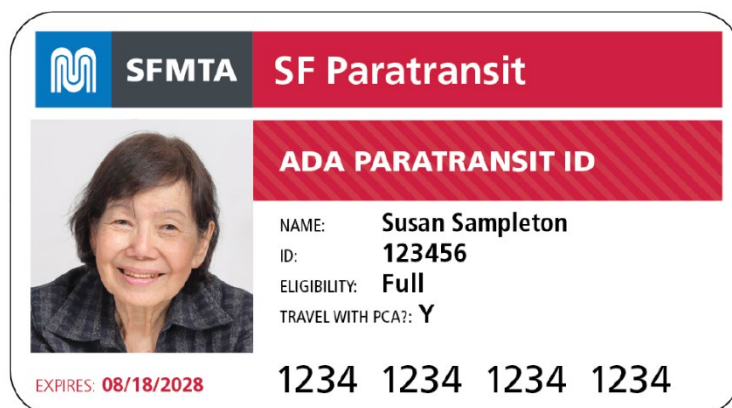 SFMTA SF Paratransit
ADA PARATRANSIT ID
NAME: Susan Sampleton
ID: 123456
ELIGIBILITY: Full
TRAVEL WITH PCA?: Y
EXPIRES: 08/18/2028
1234 1234 1234 1234